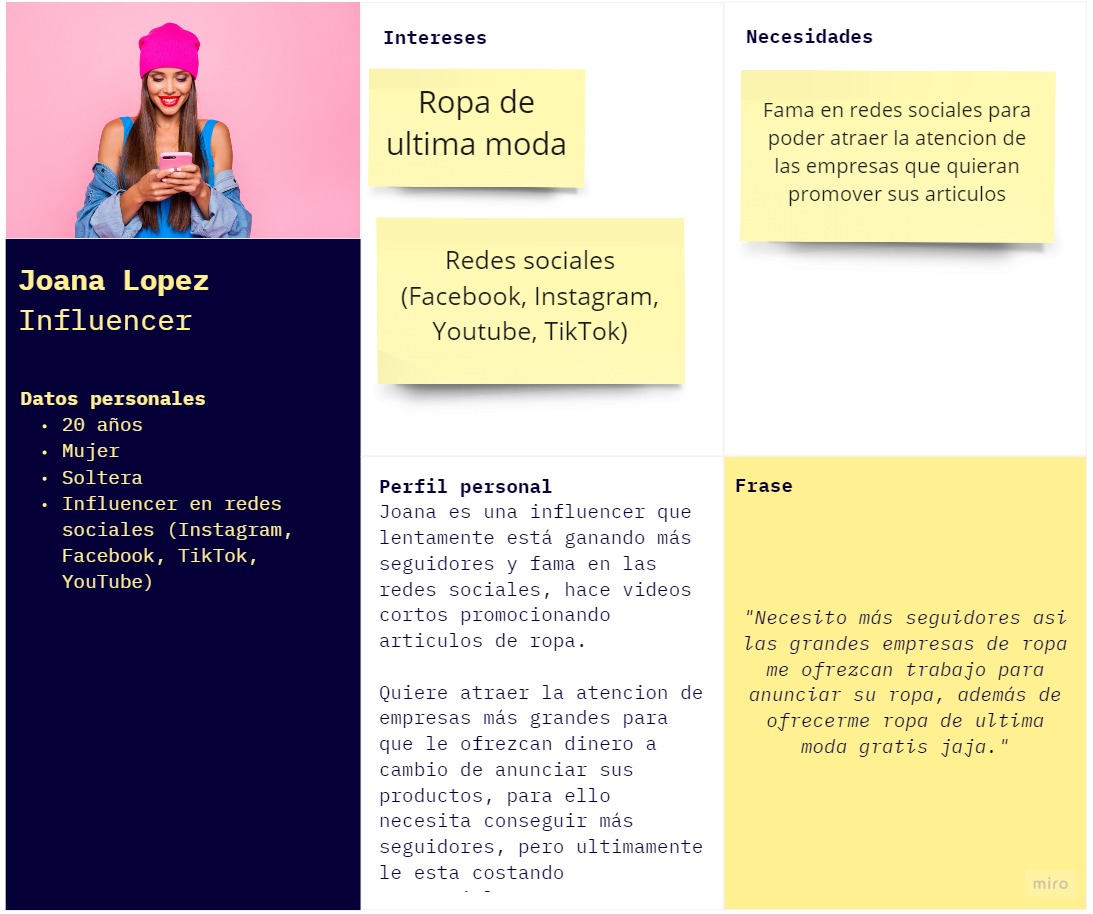 Joana Lopez
Influencer
Datos personales
• 20 años
• Mujer
• Soltera
• Influencer en redes
sociales (Instagram,
Facebook, TikTok,
YouTube)
Intereses
Ropa de
ultima moda
Redes sociales
(Facebook, Instagram,
Youtube, TikTok)
Necesidades
Fama en redes sociales para
poder atraer la atencion de
las empresas que quieran
promover sus articulos
Perfil personal
Joana es una influencer que
lentamente está ganando más
seguidores y fama en las
redes sociales, hace videos
cortos promocionando
articulos de ropa.
Quiere atraer la atencion de
empresas más grandes para
que le ofrezcan dinero a
cambio de anunciar sus
productos, para ello
necesita conseguir más
seguidores, pero ultimamente
le esta costando
Frase
"Necesito más seguidores asi
las grandes empresas de ropa
me ofrezcan trabajo para
anunciar su ropa, además de
ofrecerme ropa de ultima
moda gratis jaja."
miro